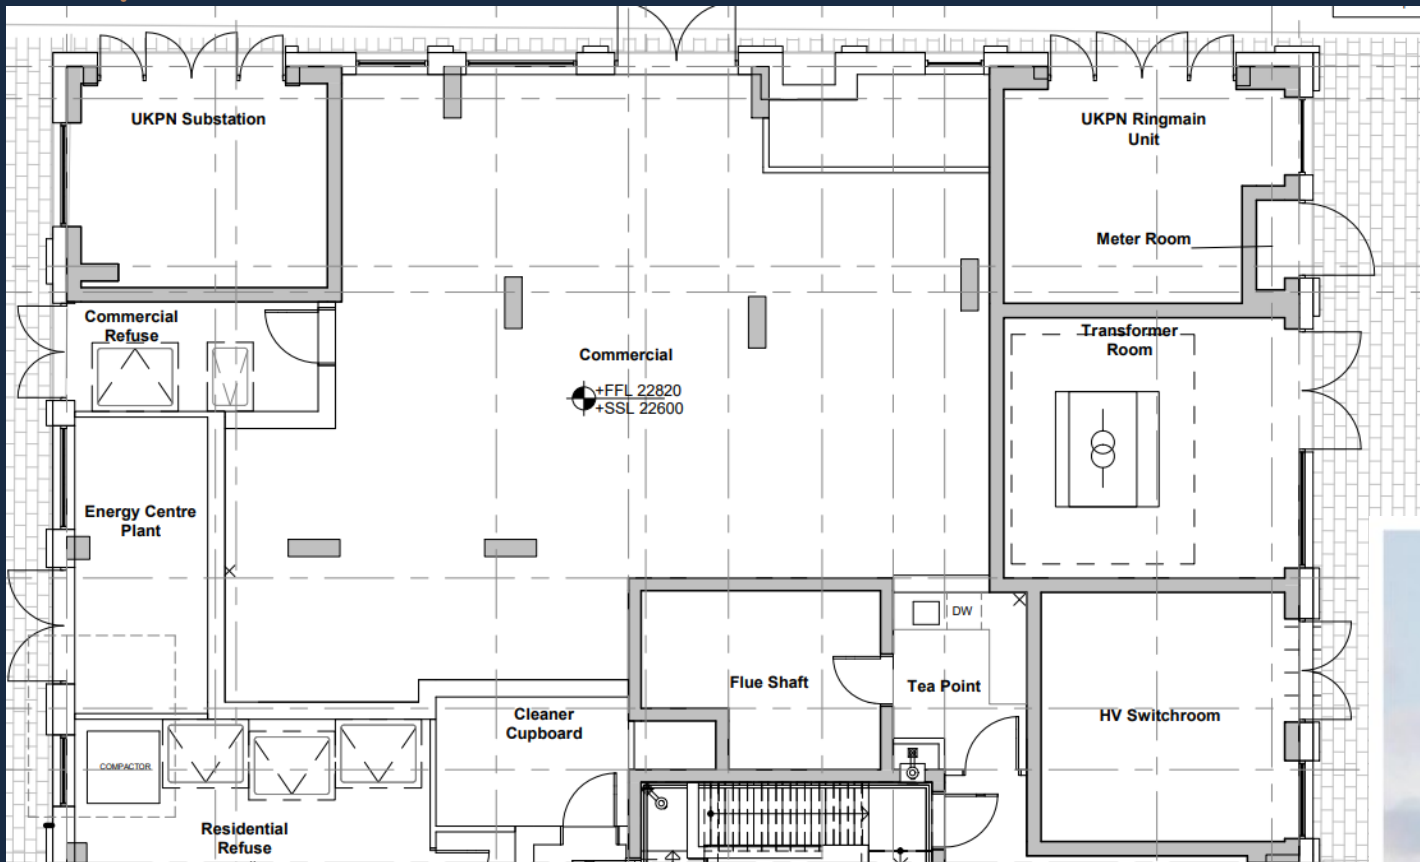 UKPN Substation
UKPN Ringmain
Unit
Meter Room
Commercial
Refuse
Transformer
Room
Commercial
+FFL 22820
+SSL 22600
Energy Centre
Plant
DW
Flue Shaft
Tea Point
Cleaner
Cupboard
HV Switchroom
COMPACTOR
Residential
Refuse